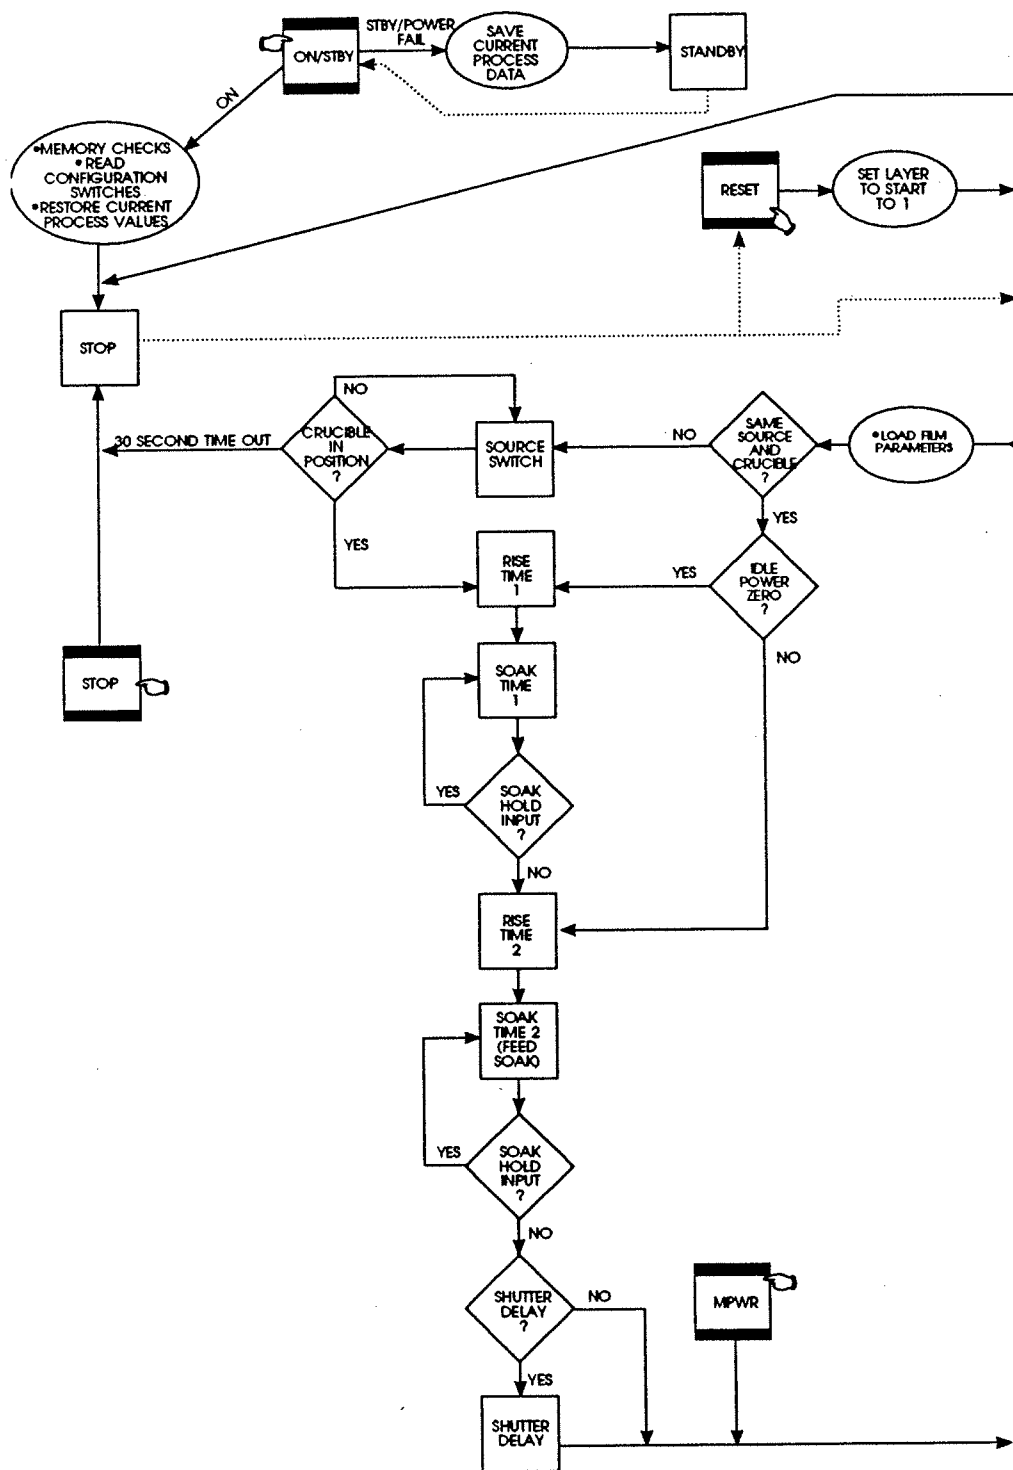 STBY/POWER
FAIL
ON/STBY
SAVE
CURRENT
PROCESS
DATA
STANDBY
ON
•MEMORY CHECKS
•READ
CONFIGURATION
SWITCHES
•RESTORE CURRENT
PROCESS VALUES
RESET
SET LAYER
TO START
TO 1
STOP
NO
30 SECOND TIME OUT
CRUCIBLE
IN
POSITION
?
SOURCE
SWITCH
NO
SAME
SOURCE
AND
CRUCIBLE
?
•LOAD FILM
PARAMETERS
YES
YES
RISE
TIME
1
YES
IDLE
POWER
ZERO
?
NO
STOP
SOAK
TIME
1
YES
SOAK
HOLD
INPUT
?
NO
RISE
TIME
2
SOAK
TIME 2
(FEED
SOAK)
YES
SOAK
HOLD
INPUT
?
NO
SHUTTER
DELAY
?
NO
MPWR
YES
SHUTTER
DELAY